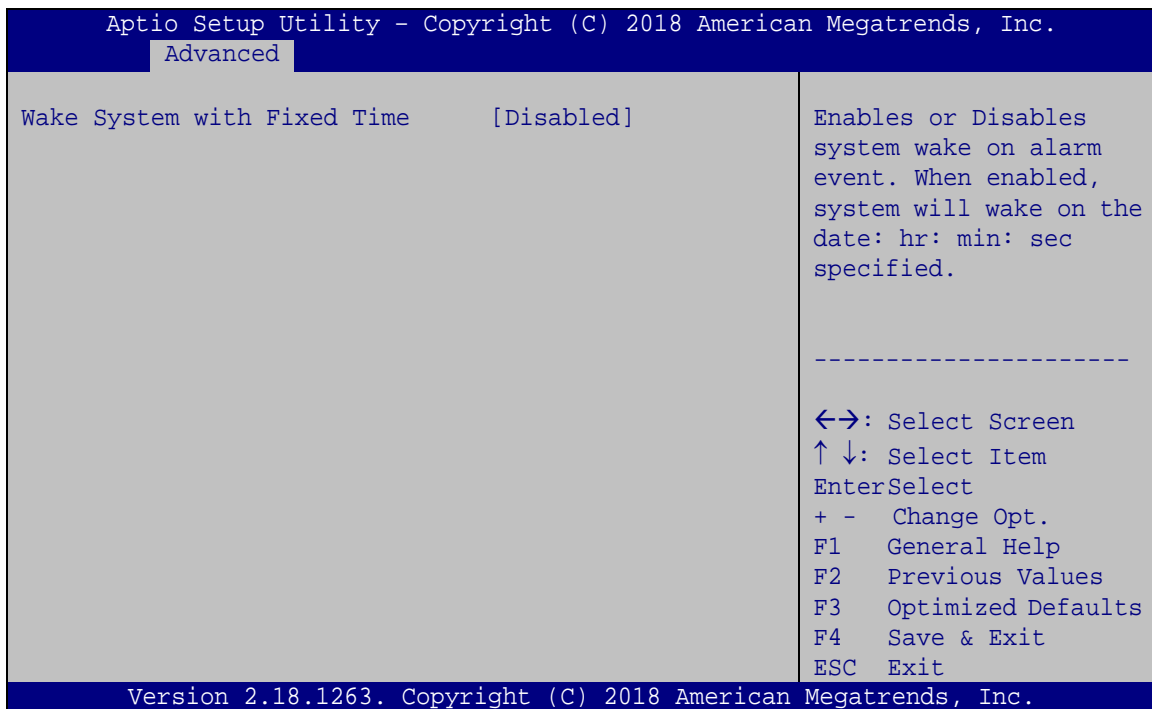 Aptio Setup Utility – Copyright (C) 2018 American Megatrends, Inc.
Advanced
Wake System with Fixed Time [Disabled]
Enables or Disables
system wake on alarm
event. When enabled,
system will wake on the
date: hr: min: sec
specified.
----------------------
←→: Select Screen
↑ ↓: Select Item
EnterSelect
+ - Change Opt.
F1 General Help
F2 Previous Values
F3 Optimized Defaults
F4 Save & Exit
ESC Exit
Version 2.18.1263. Copyright (C) 2018 American Megatrends, Inc.